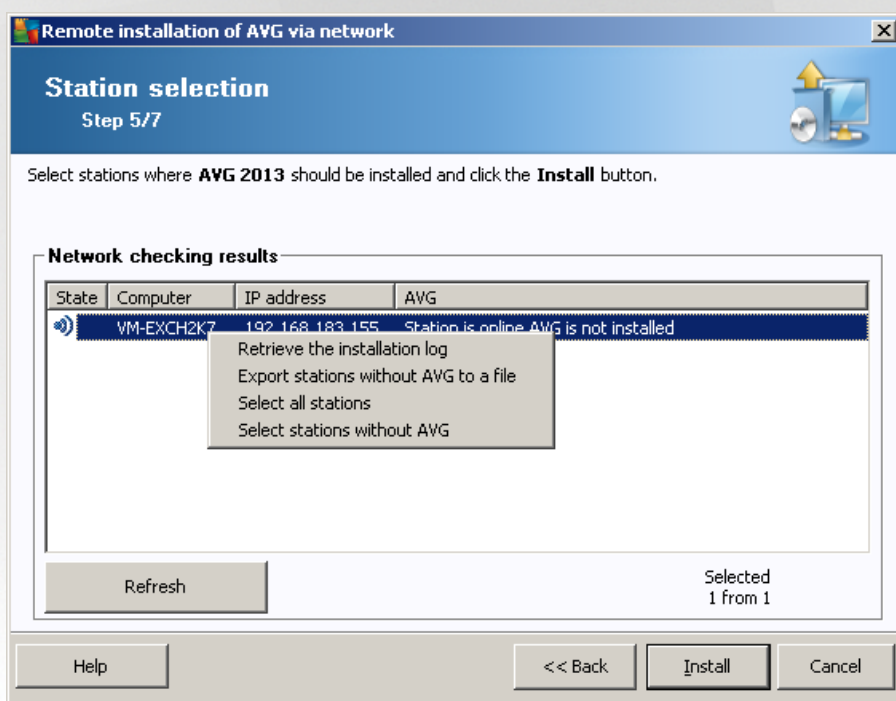 Remote installation of AVG via network
Station selection
Step 5/7
Select stations where AVG 2013 should be installed and click the Install button.
Network checking results
State Computer IP address AVG
VM-EXCH2K7 192.168.183.155 Station is online AVG is not installed
Retrieve the installation log
Export stations without AVG to a file
Select all stations
Select stations without AVG
Refresh
Selected
1 from 1
Help << Back Install Cancel